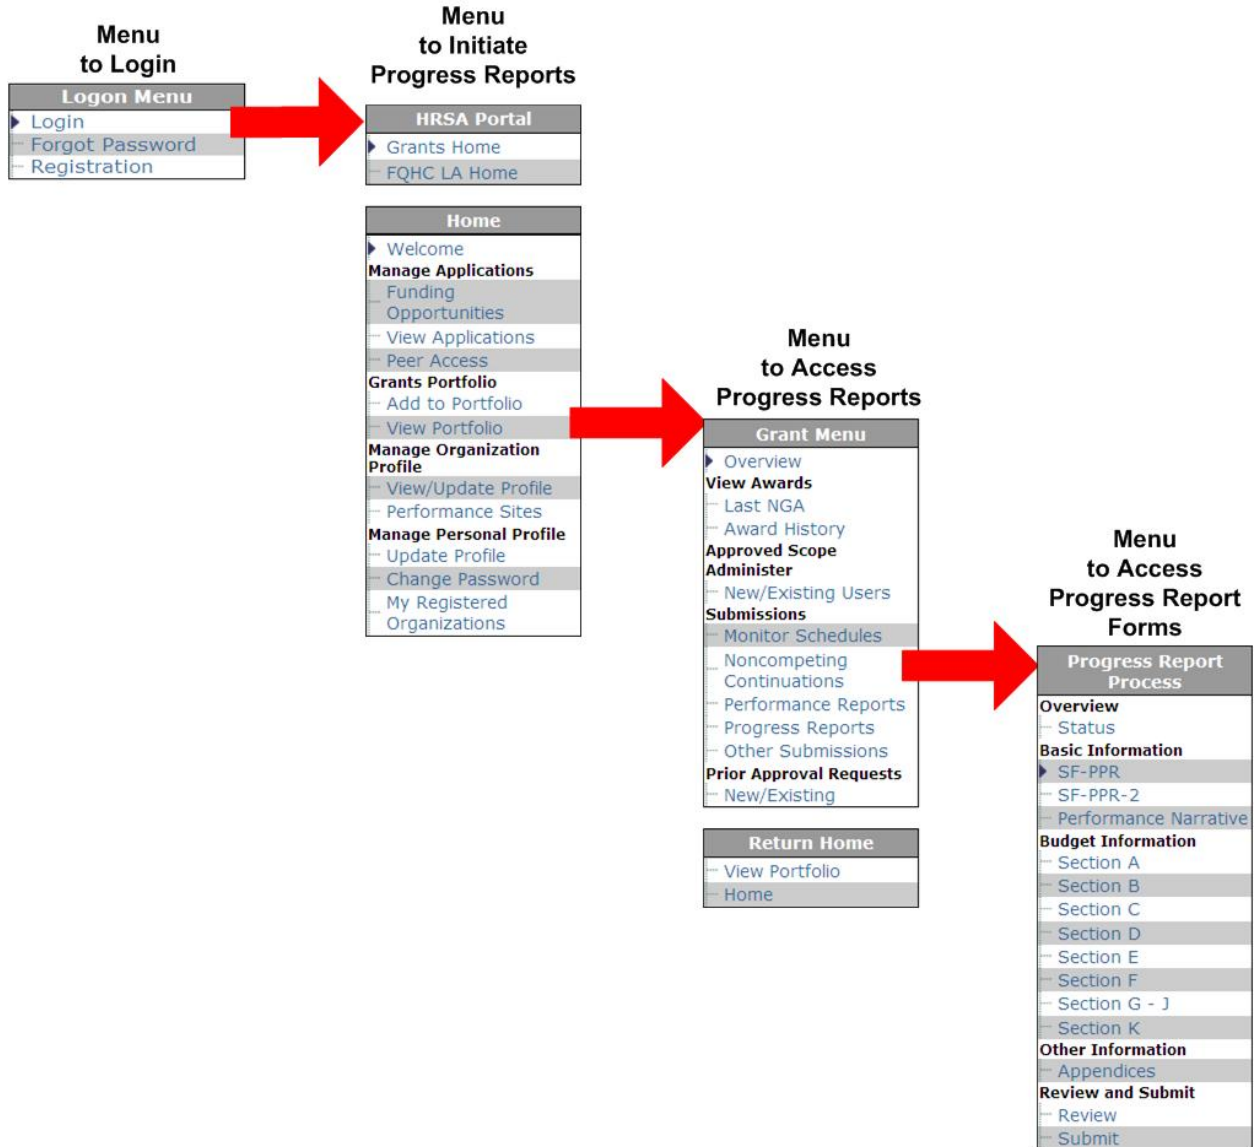 Menu
to Login
Logon Menu
Login
Forgot Password
Registration
Menu
to Initiate
Progress Reports
HRSA Portal
Grants Home
FQHC LA Home
Home
Welcome
Manage Applications
Funding
Opportunities
View Applications
Peer Access
Grants Portfolio
Add to Portfolio
View Portfolio
Manage Organization
Profile
View/Update Profile
Performance Sites
Manage Personal Profile
Update Profile
Change Password
My Registered
Organizations
Menu
to Access
Progress Reports
Grant Menu
Overview
View Awards
Last NGA
Award History
Approved Scope
Administer
New/Existing Users
Submissions
Monitor Schedules
Noncompeting
Continuations
Performance Reports
Progress Reports
Other Submissions
Prior Approval Requests
New/Existing
Return Home
View Portfolio
Home
Menu
to Access
Progress Report
Forms
Progress Report
Process
Overview
Status
Basic Information
SF-PPR
SF-PPR-2
Performance Narrative
Budget Information
Section A
Section B
Section C
Section D
Section E
Section F
Section G - J
Section K
Other Information
Appendices
Review and Submit
Review
Submit